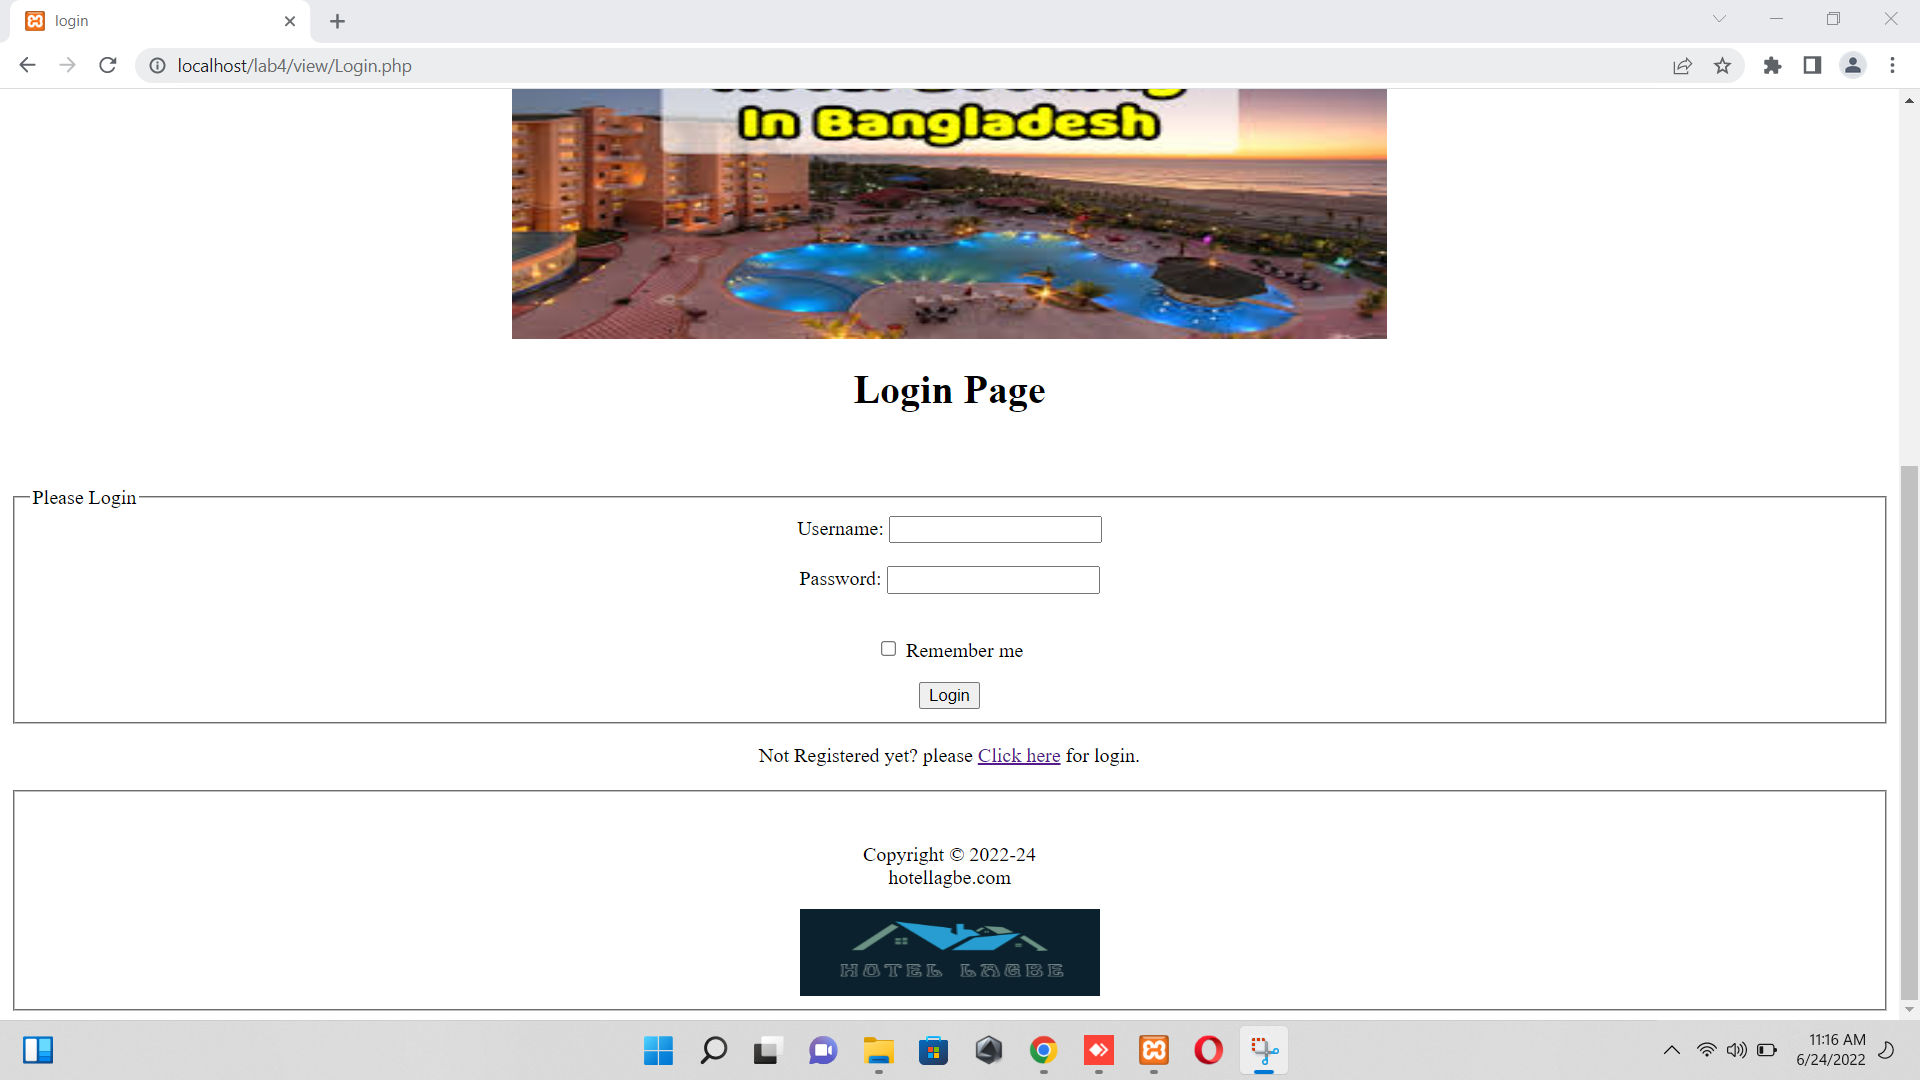 login
localhost/lab4/view/Login.php
In Bangladesh
Login Page
Please Login
Username:
Password:
Remember me
Login
Not Registered yet? please Click here for login.
Copyright © 2022-24
hotellagbe.com
HOTEL LAGBE
11:16 AM
6/24/2022